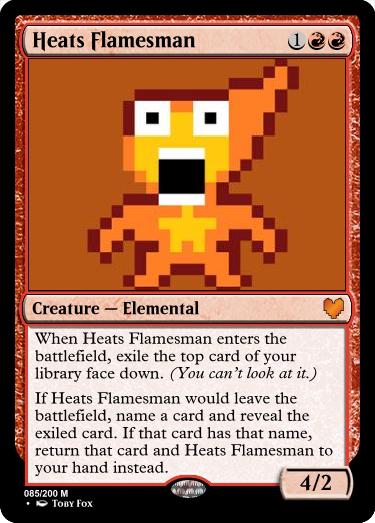 Heats Flamesman 1
Creature — Elemental
When Heats Flamesman enters the
battlefield, exile the top card of your
library face down. (You can't look at it.)
If Heats Flamesman would leave the
battlefield, name a card and reveal the
exiled card. If that card has that name,
return that card and Heats Flamesman to
your hand instead.
4/2
085/200 M
• Toby Fox